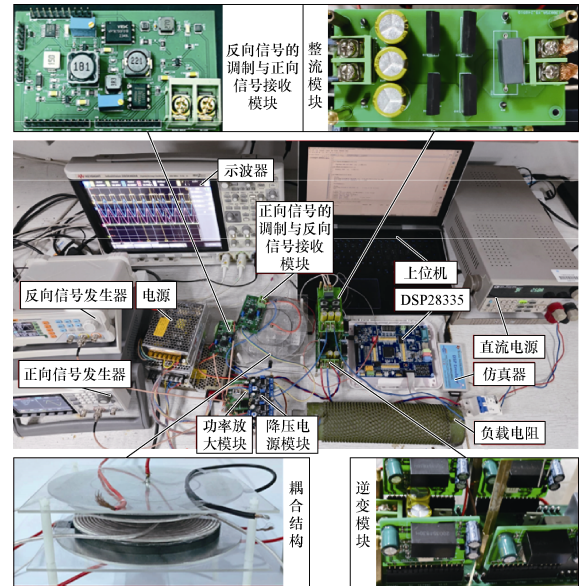 反向信号的
调制与正向
信号接收
模块
整
流
模
块
181
221
示波器
正向信号的
调制与反向
信号接收
模块
上位机
DSP28335
反向信号发生器
电源
直流电源
正向信号发生器
仿真器
功率放
大模块
降压电
源模块
负载电阻
耦
合
结
构
逆
变
模
块